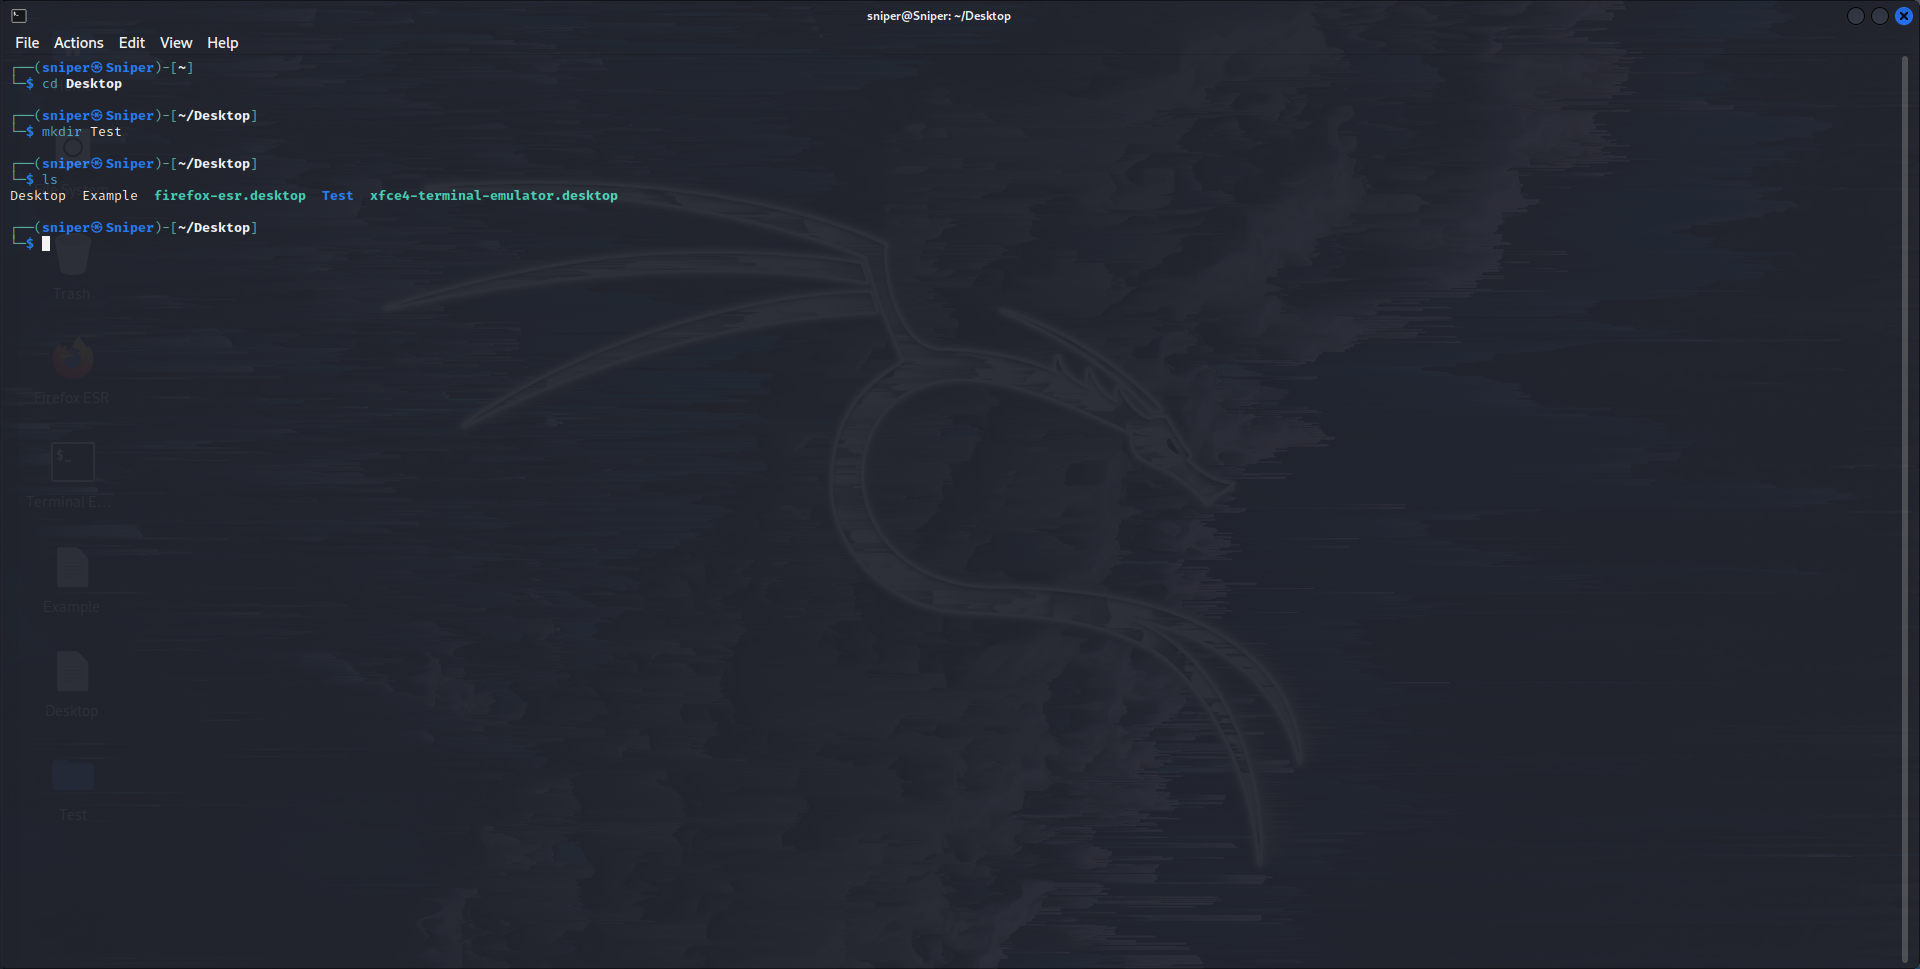 sniper@Sniper: ~/Desktop
File Actions Edit View Help
┌──(sniper㉿Sniper)-[~]
└─$ cd Desktop
┌──(sniper㉿Sniper)-[~/Desktop]
└─$ mkdir Test
┌──(sniper㉿Sniper)-[~/Desktop]
└─$ ls
Desktop  Example  firefox-esr.desktop  Test  xfce4-terminal-emulator.desktop
┌──(sniper㉿Sniper)-[~/Desktop]
└─$
Trash
Firefox ESR
$_
Terminal E...
Example
Desktop
Test